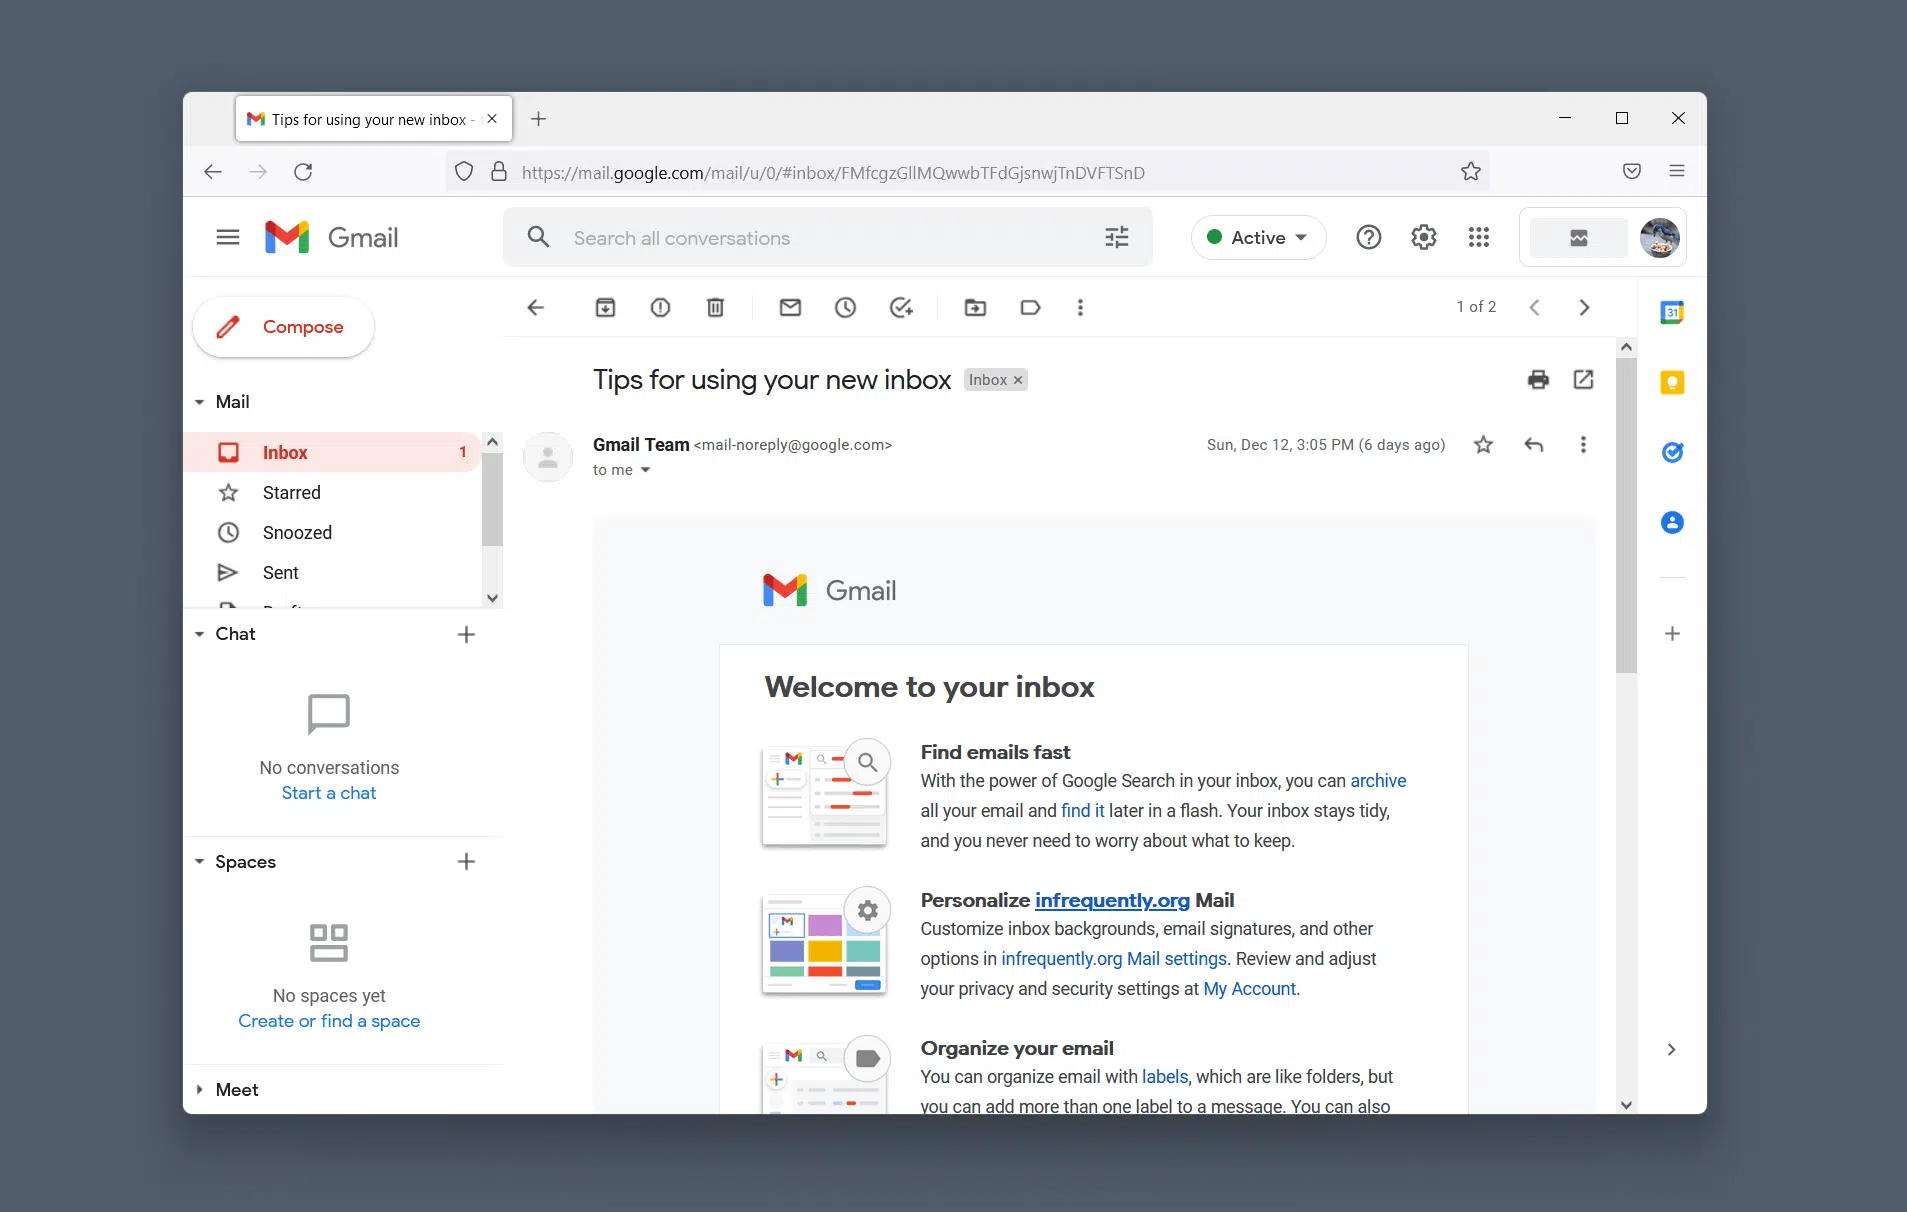 Tips for using your new inbox -
https://mail.google.com/mail/u/0/#inbox/FMfcgzGllMQwwbTFdGjsnwjTnDVFTSnD
Gmail
Search all conversations
Active
Compose
1 of 2
31
Mail
Tips for using your new inbox
Inbox ×
Inbox 1
Gmail Team <mail-noreply@google.com>
Sun, Dec 12, 3:05 PM (6 days ago)
to me
Starred
Snoozed
Sent
Drafts
Chat
No conversations
Start a chat
Spaces
No spaces yet
Create or find a space
Meet
Gmail
Welcome to your inbox
Find emails fast
With the power of Google Search in your inbox, you can archive
all your email and find it later in a flash. Your inbox stays tidy,
and you never need to worry about what to keep.
Personalize infrequently.org Mail
Customize inbox backgrounds, email signatures, and other
options in infrequently.org Mail settings. Review and adjust
your privacy and security settings at My Account.
Organize your email
You can organize email with labels, which are like folders, but
you can add more than one label to a message. You can also